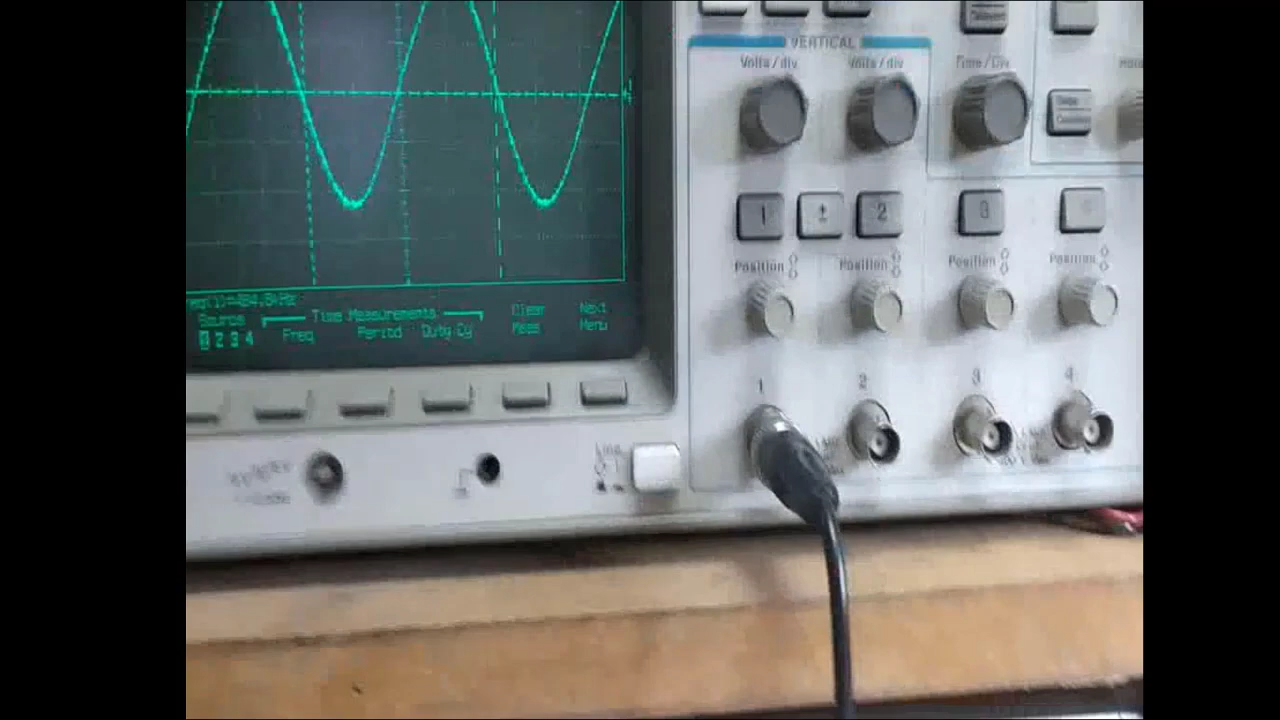 VERTICAL
Volts/div
Volts/div
Time/Div
1
±
2
3
Position
Position
Position
Position
Source
Time Measurements
Clear
Next
1 2 3 4
Freq
Period
Duty Cy
Meas
Menu
1
2
3
4
Line